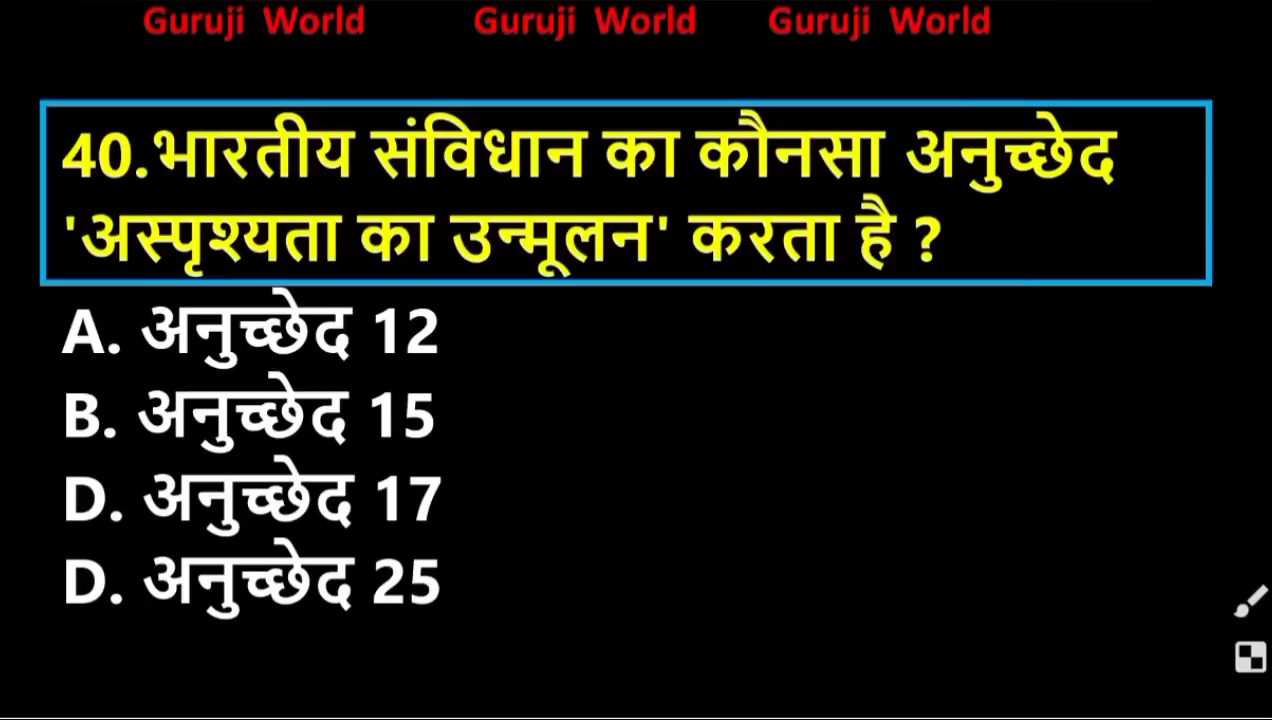 Guruji World Guruji World Guruji World
40.भारतीय संविधान का कौनसा अनुच्छेद
'अस्पृश्यता का उन्मूलन' करता है ?
A. अनुच्छेद 12
B. अनुच्छेद 15
D. अनुच्छेद 17
D. अनुच्छेद 25